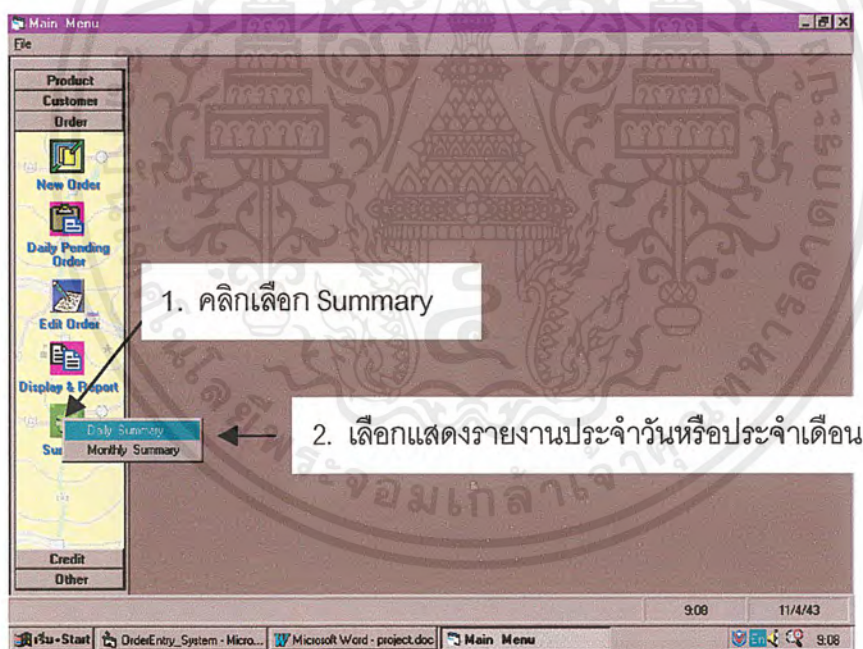 Main Menu
File
Product
Customer
Order
New Order
Daily Pending
Order
Edit Order
Display & Report
1. คลิกเลือก Summary
Daily Summary
Monthly Summary
2. เลือกแสดงรายงานประจำวันหรือประจำเดือน
Credit
Other
9:08 11/4/43
เริ่ม-Start OrderEntry_System - Micro... Microsoft Word - project.doc Main Menu En 9:08